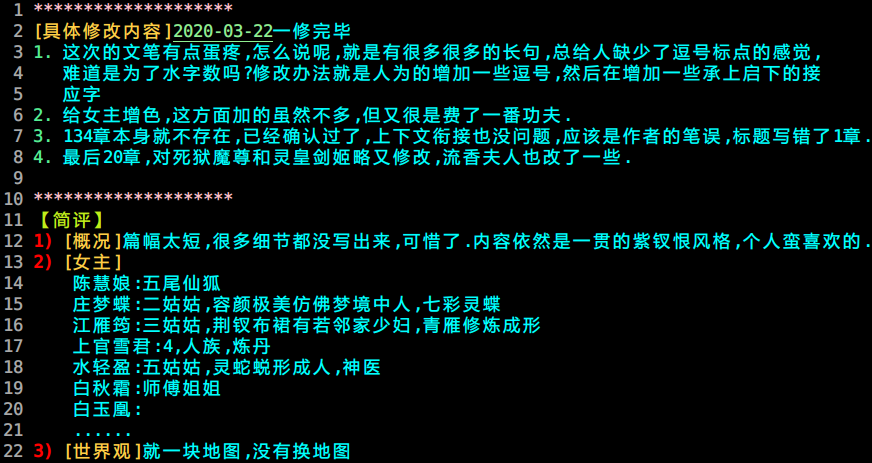 1 ********************
2 [具体修改内容]2020-03-22一修完毕
3 1. 这次的文笔有点蛋疼,怎么说呢,就是有很多很多的长句,总给人缺少了逗号标点的感觉,
4 难道是为了水字数吗?修改办法就是人为的增加一些逗号,然后在增加一些承上启下的接
5 应字
6 2. 给女主增色,这方面加的虽然不多,但又很是费了一番功夫.
7 3. 134章本身就不存在,已经确认过了,上下文衔接也没问题,应该是作者的笔误,标题写错了1章.
8 4. 最后20章,对死狱魔尊和灵皇剑姬略又修改,流香夫人也改了一些.
9
10 ********************
11 【简评】
12 1) [概况]篇幅太短,很多细节都没写出来,可惜了.内容依然是一贯的紫钗恨风格,个人蛮喜欢的.
13 2) [女主]
14 陈慧娘:五尾仙狐
15 庄梦蝶:二姑姑,容颜极美仿佛梦境中人,七彩灵蝶
16 江雁筠:三姑姑,荆钗布裙有若邻家少妇,青雁修炼成形
17 上官雪君:4,人族,炼丹
18 水轻盈:五姑姑,灵蛇蜕形成人,神医
19 白秋霜:师傅姐姐
20 白玉凰:
21 ......
22 3) [世界观]就一块地图,没有换地图